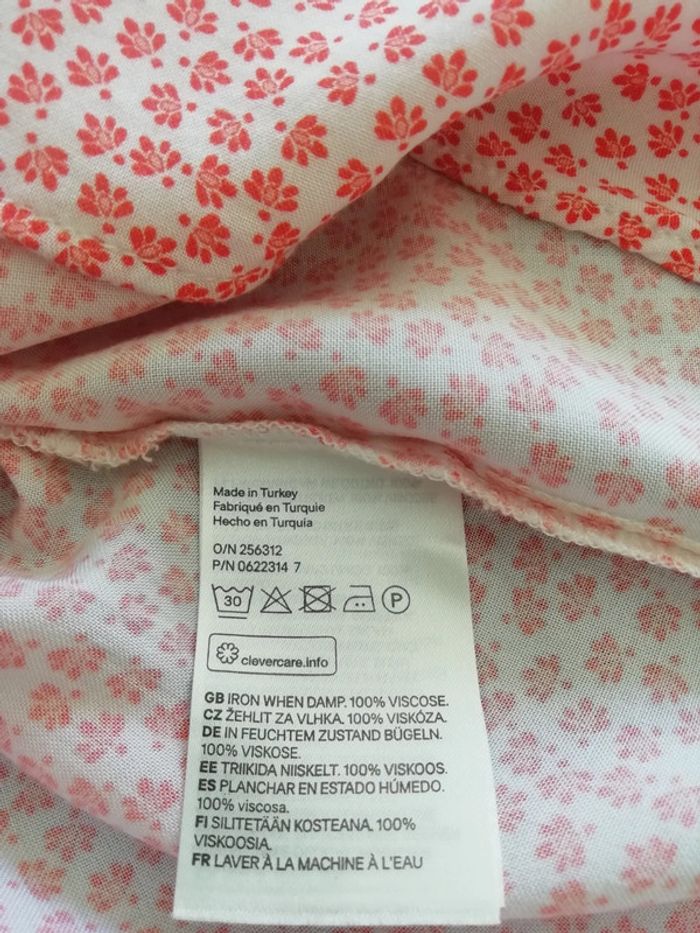 Made in Turkey
Fabriqué en Turquie
Hecho en Turquía
O/N 256312
P/N 0622314 7
30 P
clevercare.info
GB IRON WHEN DAMP. 100% VISCOSE.
CZ ŽEHLIT ZA VLHKA. 100% VISKÓZA.
DE IN FEUCHTEM ZUSTAND BÜGELN.
100% VISKOSE.
EE TRIIKIDA NIISKELT. 100% VISKOOS.
ES PLANCHAR EN ESTADO HÚMEDO.
100% viscosa.
FI SILITETÄÄN KOSTEANA. 100%
VISKOOSIA.
FR LAVER À LA MACHINE À L'EAU